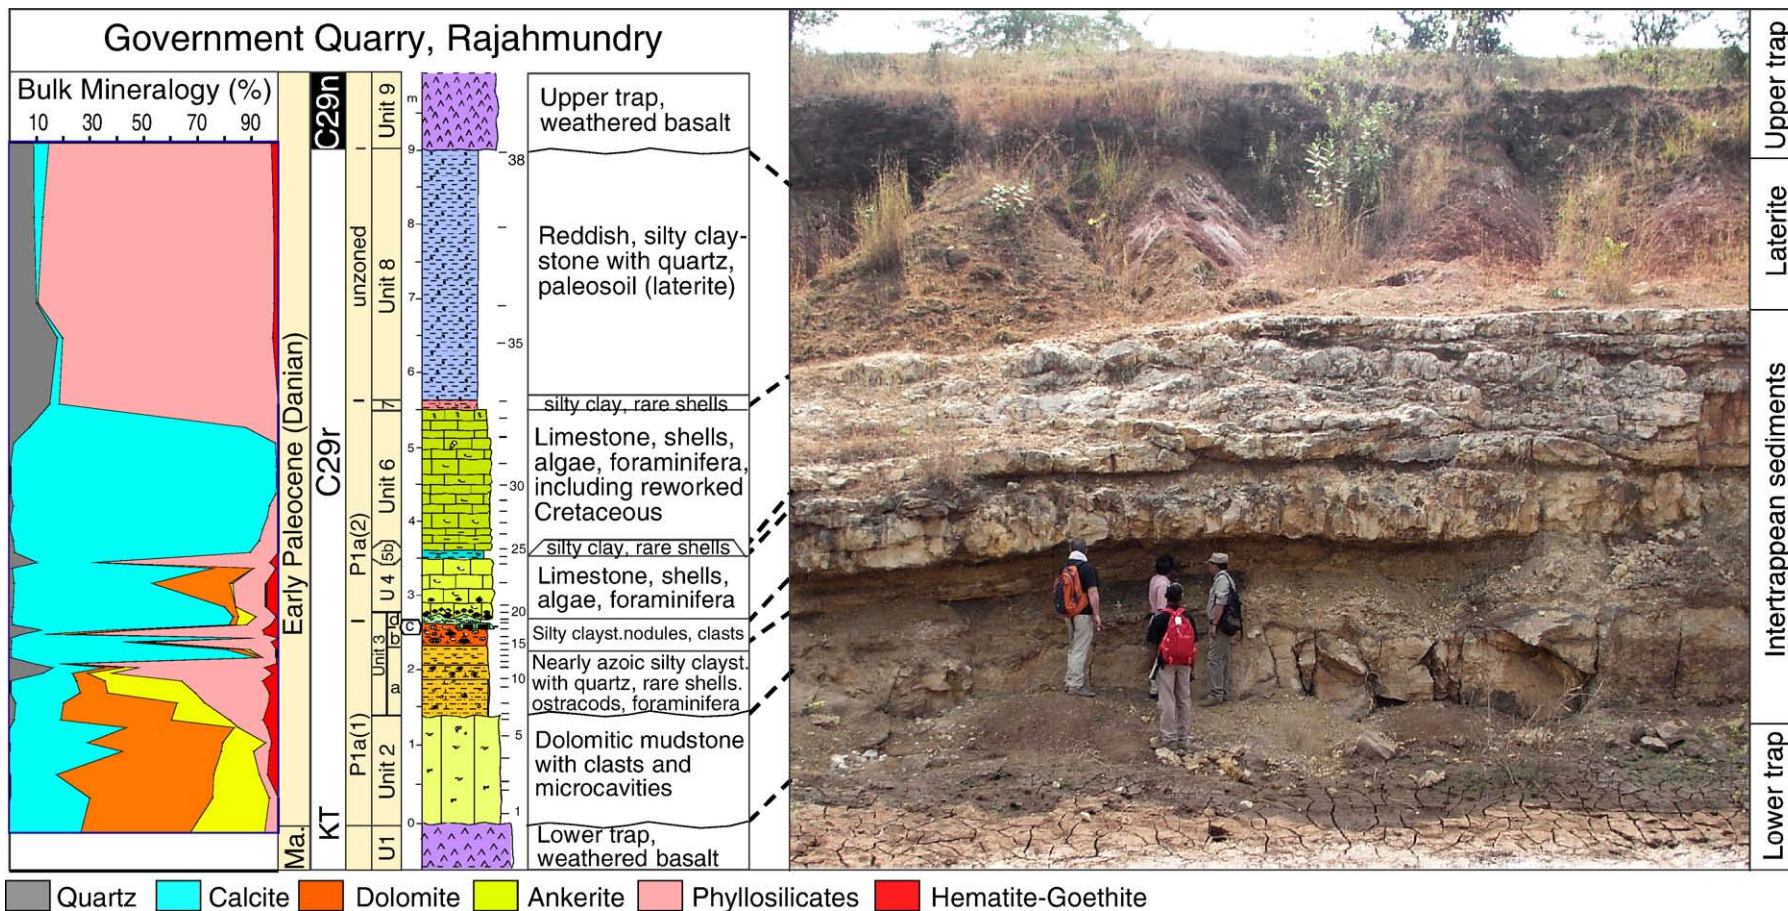 Government Quarry, Rajahmundry
Bulk Mineralogy (%)
10 30 50 70 90
Early Paleocene (Danian)
Ma.
C29n
C29r
KT
unzoned
P1a(2)
P1a(1)
Unit 9
Unit 8
7
Unit 6
5b
U 4
Unit 3
d
c
b
a
Unit 2
U1
m
9
8
7
6
5
4
3
2
1
0
38
35
30
25
20
15
10
5
1
Upper trap,
weathered basalt
Reddish, silty clay-
stone with quartz,
paleosoil (laterite)
silty clay, rare shells
Limestone, shells,
algae, foraminifera,
including reworked
Cretaceous
silty clay, rare shells
Limestone, shells,
algae, foraminifera
Silty clayst.nodules, clasts
Nearly azoic silty clayst.
with quartz, rare shells.
ostracods, foraminifera
Dolomitic mudstone
with clasts and
microcavities
Lower trap,
weathered basalt
Upper trap
Laterite
Intertrappean sediments
Lower trap
Quartz Calcite Dolomite Ankerite Phyllosilicates Hematite-Goethite